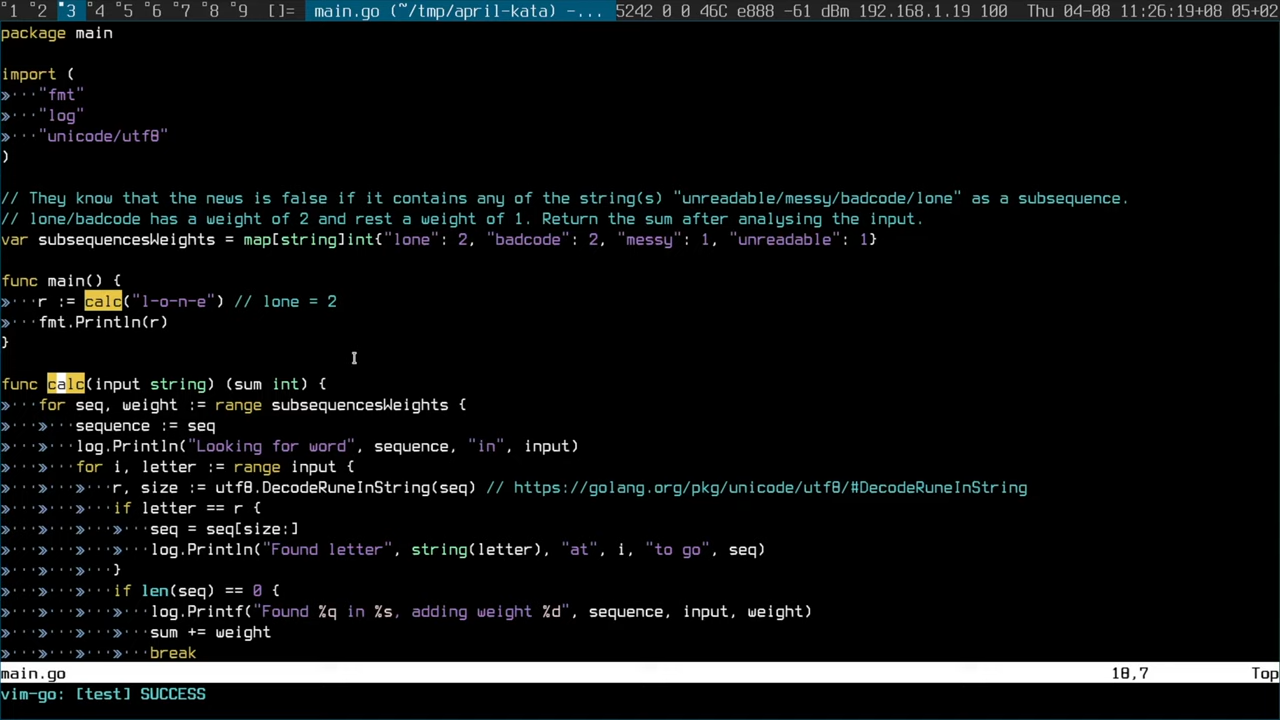 °1 °2 °3 °4 °5 °6 °7 °8 °9 []= main.go (~/tmp/april-kata) -... 5242 0 0 46C e888 -61 dBm 192.168.1.19 100 Thu 04-08 11:26:19+08 05+02
package main
import (
»···"fmt"
»···"log"
»···"unicode/utf8"
)
// They know that the news is false if it contains any of the string(s) "unreadable/messy/badcode/lone" as a subsequence.
// lone/badcode has a weight of 2 and rest a weight of 1. Return the sum after analysing the input.
var subsequencesWeights = map[string]int{"lone": 2, "badcode": 2, "messy": 1, "unreadable": 1}
func main() {
»···r := calc("l-o-n-e") // lone = 2
»···fmt.Println(r)
}
func calc(input string) (sum int) {
»···for seq, weight := range subsequencesWeights {
»···»···sequence := seq
»···»···log.Println("Looking for word", sequence, "in", input)
»···»···for i, letter := range input {
»···»···»···r, size := utf8.DecodeRuneInString(seq) // https://golang.org/pkg/unicode/utf8/#DecodeRuneInString
»···»···»···if letter == r {
»···»···»···»···seq = seq[size:]
»···»···»···»···log.Println("Found letter", string(letter), "at", i, "to go", seq)
»···»···»···}
»···»···»···if len(seq) == 0 {
»···»···»···»···log.Printf("Found %q in %s, adding weight %d", sequence, input, weight)
»···»···»···»···sum += weight
»···»···»···»···break
main.go 18,7 Top
vim-go: [test] SUCCESS